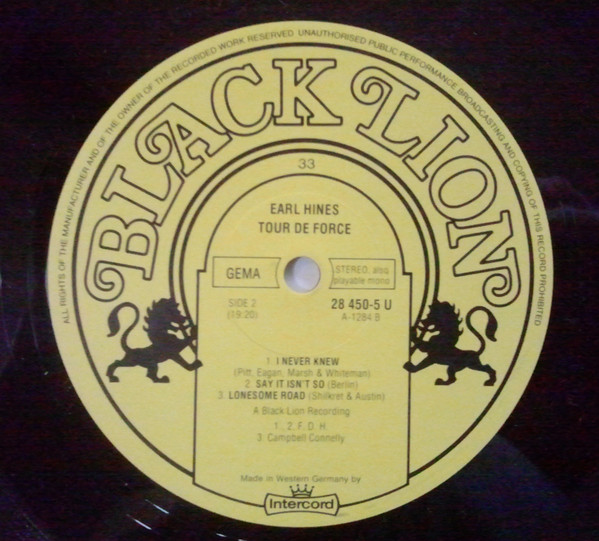 ALL RIGHTS OF THE MANUFACTURER AND OF THE OWNER OF THE RECORDED WORK RESERVED UNAUTHORISED PUBLIC PERFORMANCE BROADCASTING AND COPYING OF THIS RECORD PROHIBITED
BLACK LION
33
EARL HINES
TOUR DE FORCE
GEMA
STEREO, also
playable mono
SIDE 2
(19:20)
28 450-5 U
A-1284 B
1. I NEVER KNEW
(Pitt, Eagan, Marsh & Whiteman)
2. SAY IT ISN'T SO (Berlin)
3. LONESOME ROAD (Shilkret & Austin)
A Black Lion Recording
1., 2. F. D. H.
3. Campbell Connelly
Made in Western Germany by
Intercord